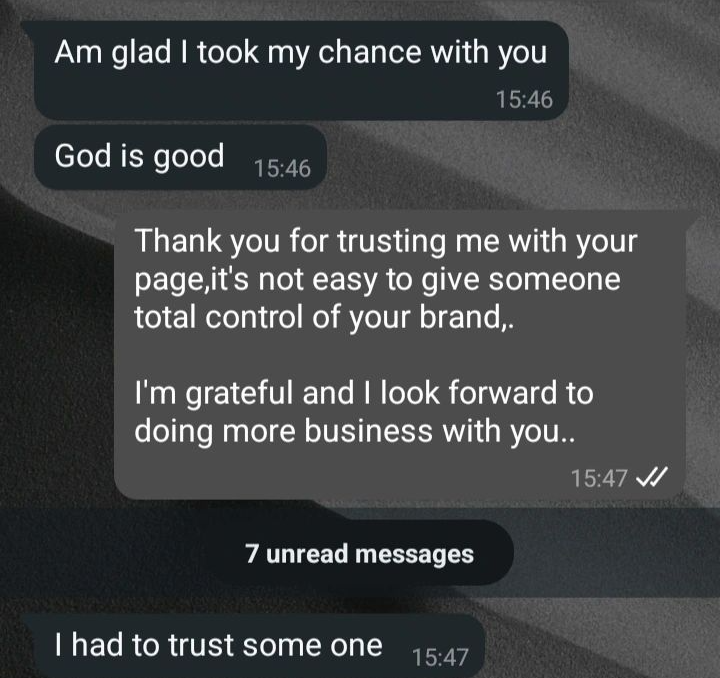 Am glad I took my chance with you
15:46
God is good 15:46
Thank you for trusting me with your
page,it's not easy to give someone
total control of your brand,.
I'm grateful and I look forward to
doing more business with you..
15:47
7 unread messages
I had to trust some one 15:47